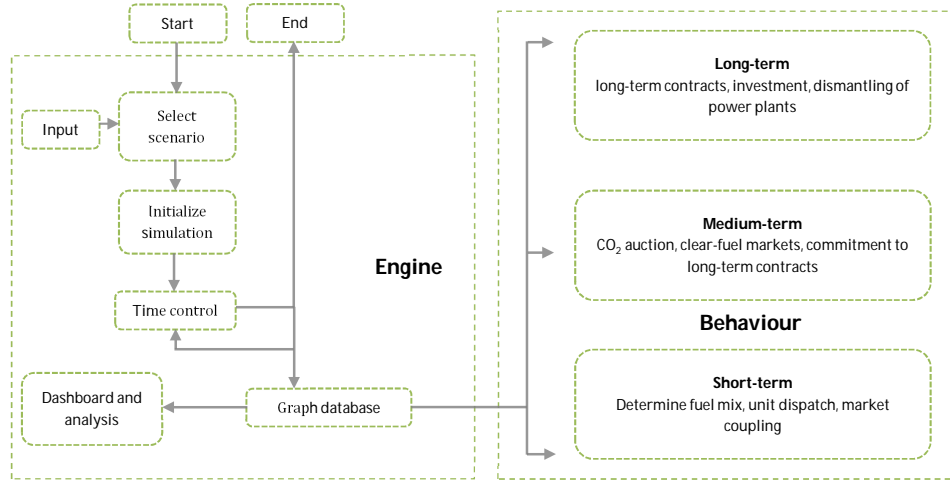 Start
End
Input
Select
scenario
Initialize
simulation
Engine
Time control
Dashboard and
analysis
Graph database
Long-term
long-term contracts, investment, dismantling of
power plants
Medium-term
CO₂ auction, clear-fuel markets, commitment to
long-term contracts
Behaviour
Short-term
Determine fuel mix, unit dispatch, market
coupling